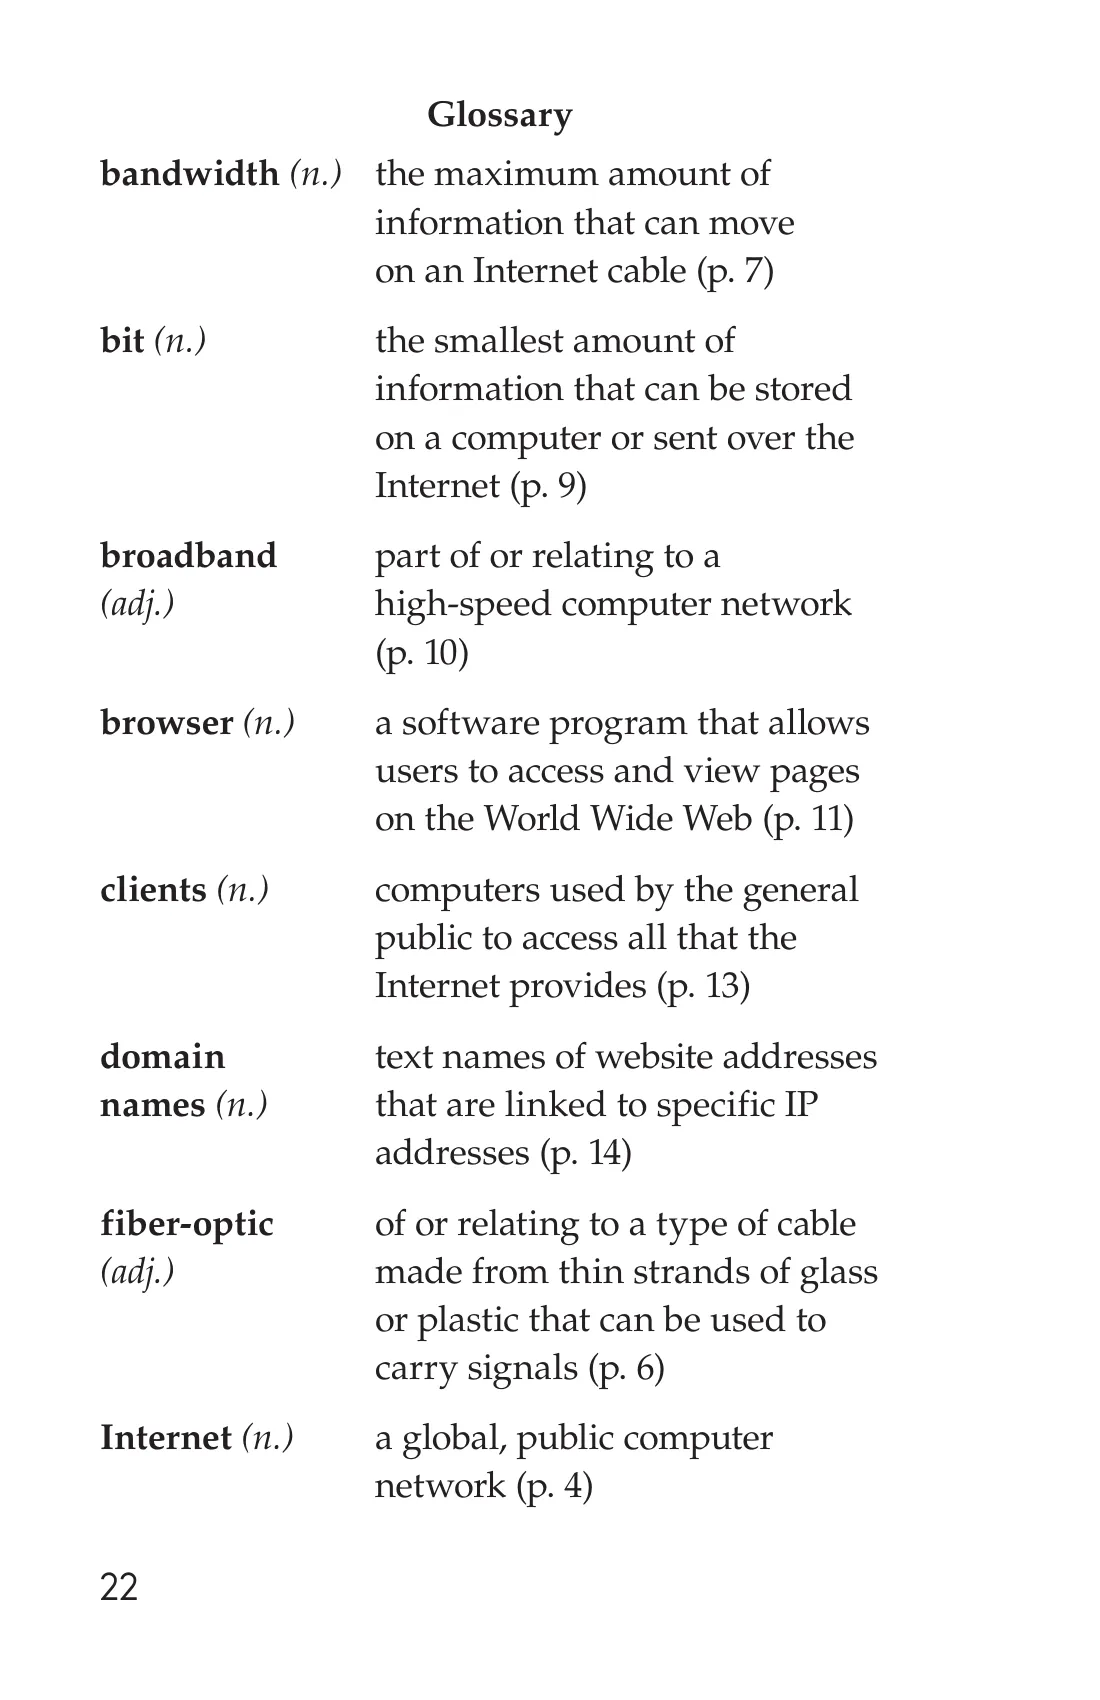 Glossary
bandwidth (n.) the maximum amount of
information that can move
on an Internet cable (p. 7)
bit (n.) the smallest amount of
information that can be stored
on a computer or sent over the
Internet (p. 9)
broadband part of or relating to a
(adj.) high-speed computer network
(p. 10)
browser (n.) a software program that allows
users to access and view pages
on the World Wide Web (p. 11)
clients (n.) computers used by the general
public to access all that the
Internet provides (p. 13)
domain text names of website addresses
names (n.) that are linked to specific IP
addresses (p. 14)
fiber-optic of or relating to a type of cable
(adj.) made from thin strands of glass
or plastic that can be used to
carry signals (p. 6)
Internet (n.) a global, public computer
network (p. 4)
22